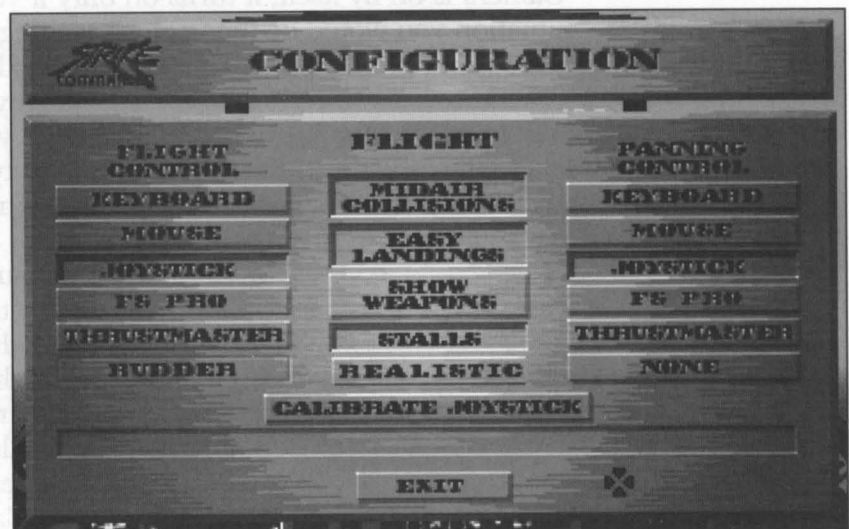 STRIKE
COMMANDER
CONFIGURATION
FLIGHT
CONTROL
KEYBOARD
MOUSE
JOYSTICK
FS PRO
THRUSTMASTER
RUDDER
FLIGHT
MIDAIR
COLLISIONS
EASY
LANDINGS
SHOW
WEAPONS
STALLS
REALISTIC
PANNING
CONTROL
KEYBOARD
MOUSE
JOYSTICK
FS PRO
THRUSTMASTER
NONE
CALIBRATE JOYSTICK
EXIT